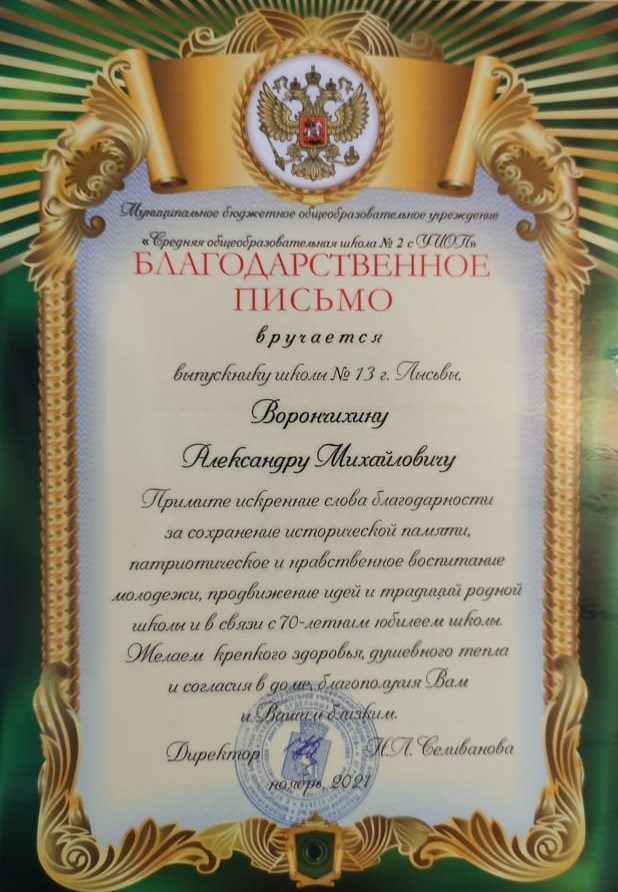 Муниципальное бюджетное общеобразовательное учреждение
«Средняя общеобразовательная школа № 2 с УИОП»
БЛАГОДАРСТВЕННОЕ
ПИСЬМО
вручается
выпускнику школы № 13 г. Лысьвы,
Ворончихину
Александру Михайловичу
Примите искренние слова благодарности
за сохранение исторической памяти,
патриотическое и нравственное воспитание
молодежи, продвижение идей и традиций родной
школы и в связи с 70-летним юбилеем школы.
Желаем крепкого здоровья, душевного тепла
и согласия в доме, благополучия Вам
и Вашим близким.
Директор Н.Л. Селиванова
ноябрь, 2021